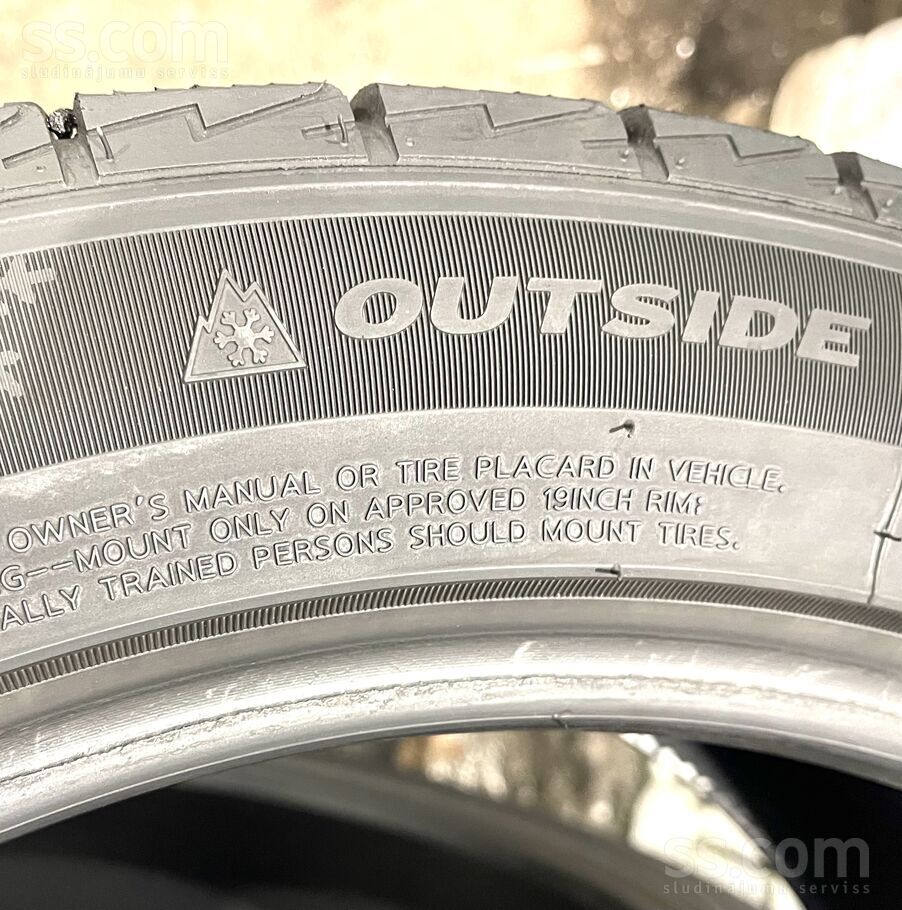 ss.com
sludinājumu serviss
OUTSIDE
OWNER'S MANUAL OR TIRE PLACARD IN VEHICLE.
G--MOUNT ONLY ON APPROVED 19INCH RIM
ALLY TRAINED PERSONS SHOULD MOUNT TIRES.
ss.com
sludinājumu serviss